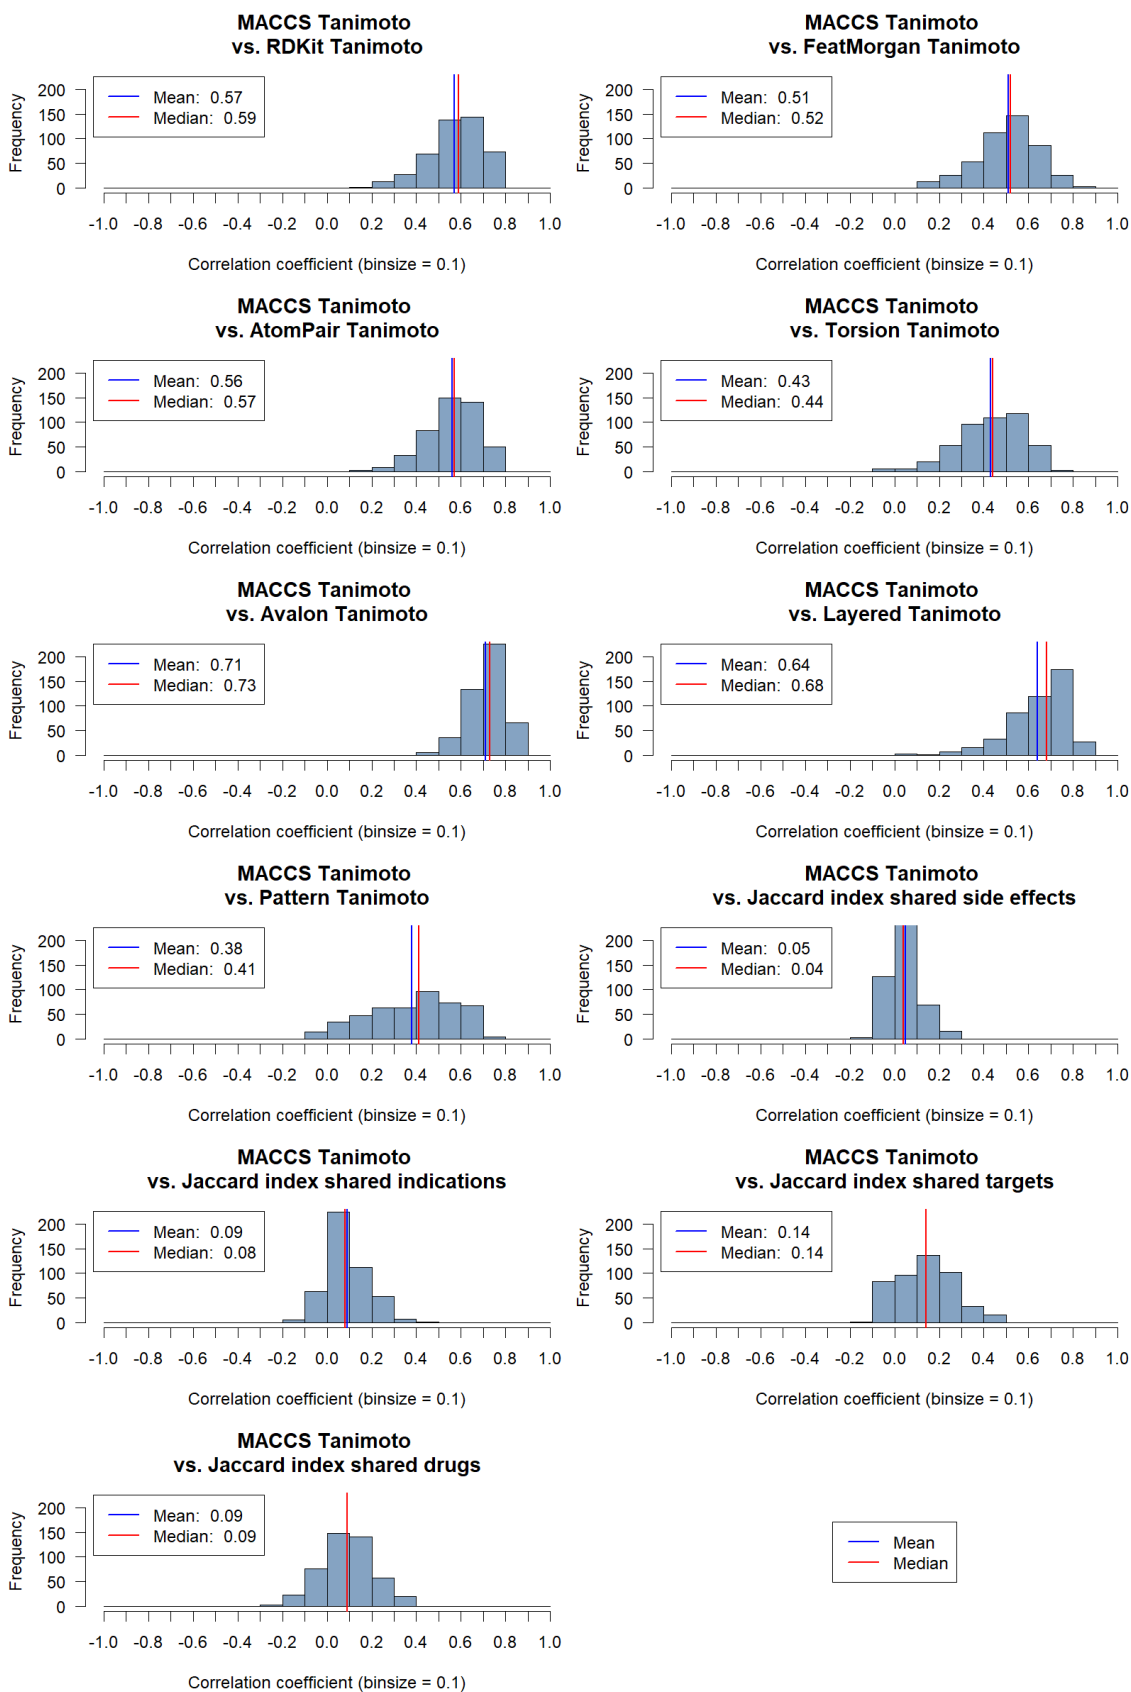 MACCS Tanimoto
vs. RDKit Tanimoto
Frequency
200
150
100
50
0
Mean: 0.57
Median: 0.59
-1.0 -0.8 -0.6 -0.4 -0.2 0.0 0.2 0.4 0.6 0.8 1.0
Correlation coefficient (binsize = 0.1)
MACCS Tanimoto
vs. FeatMorgan Tanimoto
Frequency
200
150
100
50
0
Mean: 0.51
Median: 0.52
-1.0 -0.8 -0.6 -0.4 -0.2 0.0 0.2 0.4 0.6 0.8 1.0
Correlation coefficient (binsize = 0.1)
MACCS Tanimoto
vs. AtomPair Tanimoto
Frequency
200
150
100
50
0
Mean: 0.56
Median: 0.57
-1.0 -0.8 -0.6 -0.4 -0.2 0.0 0.2 0.4 0.6 0.8 1.0
Correlation coefficient (binsize = 0.1)
MACCS Tanimoto
vs. Torsion Tanimoto
Frequency
200
150
100
50
0
Mean: 0.43
Median: 0.44
-1.0 -0.8 -0.6 -0.4 -0.2 0.0 0.2 0.4 0.6 0.8 1.0
Correlation coefficient (binsize = 0.1)
MACCS Tanimoto
vs. Avalon Tanimoto
Frequency
200
150
100
50
0
Mean: 0.71
Median: 0.73
-1.0 -0.8 -0.6 -0.4 -0.2 0.0 0.2 0.4 0.6 0.8 1.0
Correlation coefficient (binsize = 0.1)
MACCS Tanimoto
vs. Layered Tanimoto
Frequency
200
150
100
50
0
Mean: 0.64
Median: 0.68
-1.0 -0.8 -0.6 -0.4 -0.2 0.0 0.2 0.4 0.6 0.8 1.0
Correlation coefficient (binsize = 0.1)
MACCS Tanimoto
vs. Pattern Tanimoto
Frequency
200
150
100
50
0
Mean: 0.38
Median: 0.41
-1.0 -0.8 -0.6 -0.4 -0.2 0.0 0.2 0.4 0.6 0.8 1.0
Correlation coefficient (binsize = 0.1)
MACCS Tanimoto
vs. Jaccard index shared side effects
Frequency
200
150
100
50
0
Mean: 0.05
Median: 0.04
-1.0 -0.8 -0.6 -0.4 -0.2 0.0 0.2 0.4 0.6 0.8 1.0
Correlation coefficient (binsize = 0.1)
MACCS Tanimoto
vs. Jaccard index shared indications
Frequency
200
150
100
50
0
Mean: 0.09
Median: 0.08
-1.0 -0.8 -0.6 -0.4 -0.2 0.0 0.2 0.4 0.6 0.8 1.0
Correlation coefficient (binsize = 0.1)
MACCS Tanimoto
vs. Jaccard index shared targets
Frequency
200
150
100
50
0
Mean: 0.14
Median: 0.14
-1.0 -0.8 -0.6 -0.4 -0.2 0.0 0.2 0.4 0.6 0.8 1.0
Correlation coefficient (binsize = 0.1)
MACCS Tanimoto
vs. Jaccard index shared drugs
Frequency
200
150
100
50
0
Mean: 0.09
Median: 0.09
-1.0 -0.8 -0.6 -0.4 -0.2 0.0 0.2 0.4 0.6 0.8 1.0
Correlation coefficient (binsize = 0.1)
Mean
Median